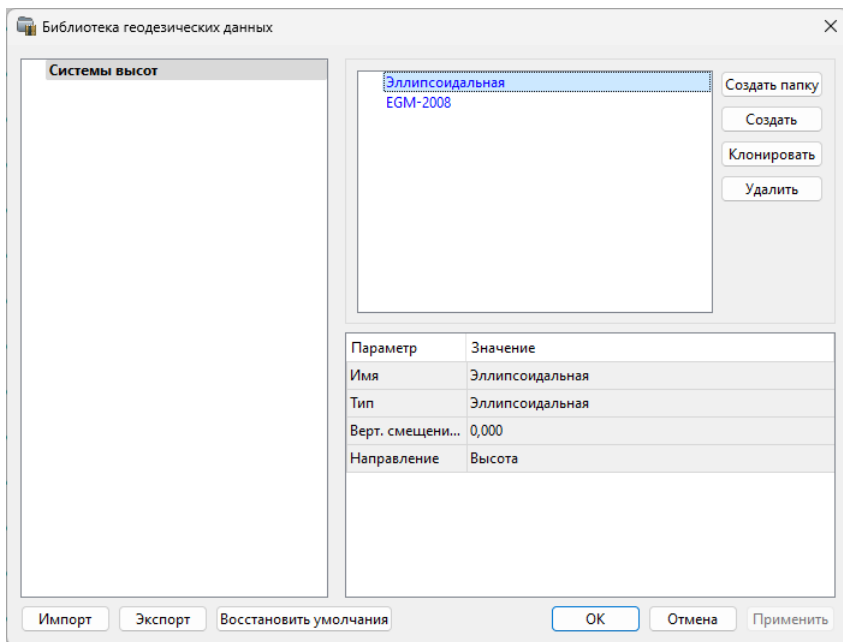 Библиотека геодезических данных
Системы высот
Эллипсоидальная
EGM-2008
Создать папку
Создать
Клонировать
Удалить
Параметр Значение
Имя Эллипсоидальная
Тип Эллипсоидальная
Верт. смещени... 0,000
Направление Высота
Импорт Экспорт Восстановить умолчания OK Отмена Применить